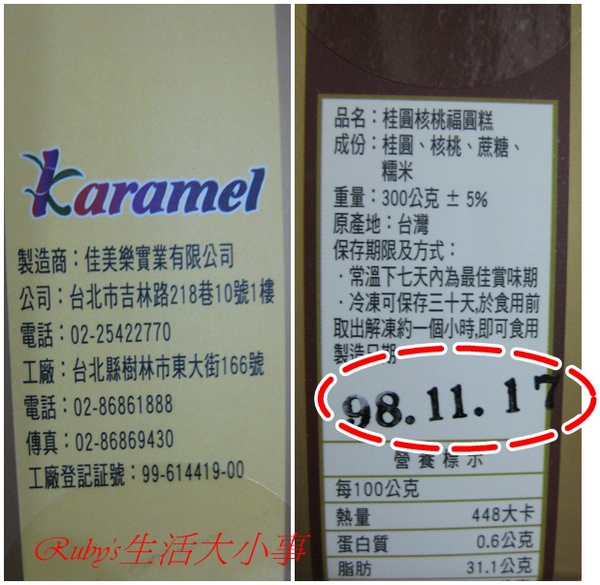 Karamel
製造商：佳美樂實業有限公司
公司：台北市吉林路218巷10號1樓
電話：02-25422770
工廠：台北縣樹林市東大街166號
電話：02-86861888
傳真：02-86869430
工廠登記証號：99-614419-00
品名：桂圓核桃福圓糕
成份：桂圓、核桃、蔗糖、
糯米
重量：300公克 ± 5%
原產地：台灣
保存期限及方式：
．常溫下七天內為最佳賞味期
．冷凍可保存三十天,於食用前
取出解凍約一個小時,即可食用
製造日期
98.11.17
營養標示
每100公克
熱量 448大卡
蛋白質 0.6公克
脂肪 31.1公克
Ruby's生活大小事